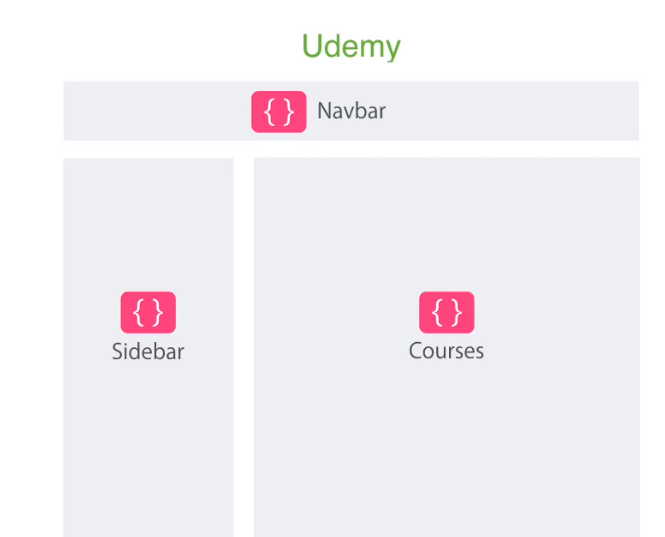 Udemy
{ } Navbar
{ }
Sidebar
{ }
Courses